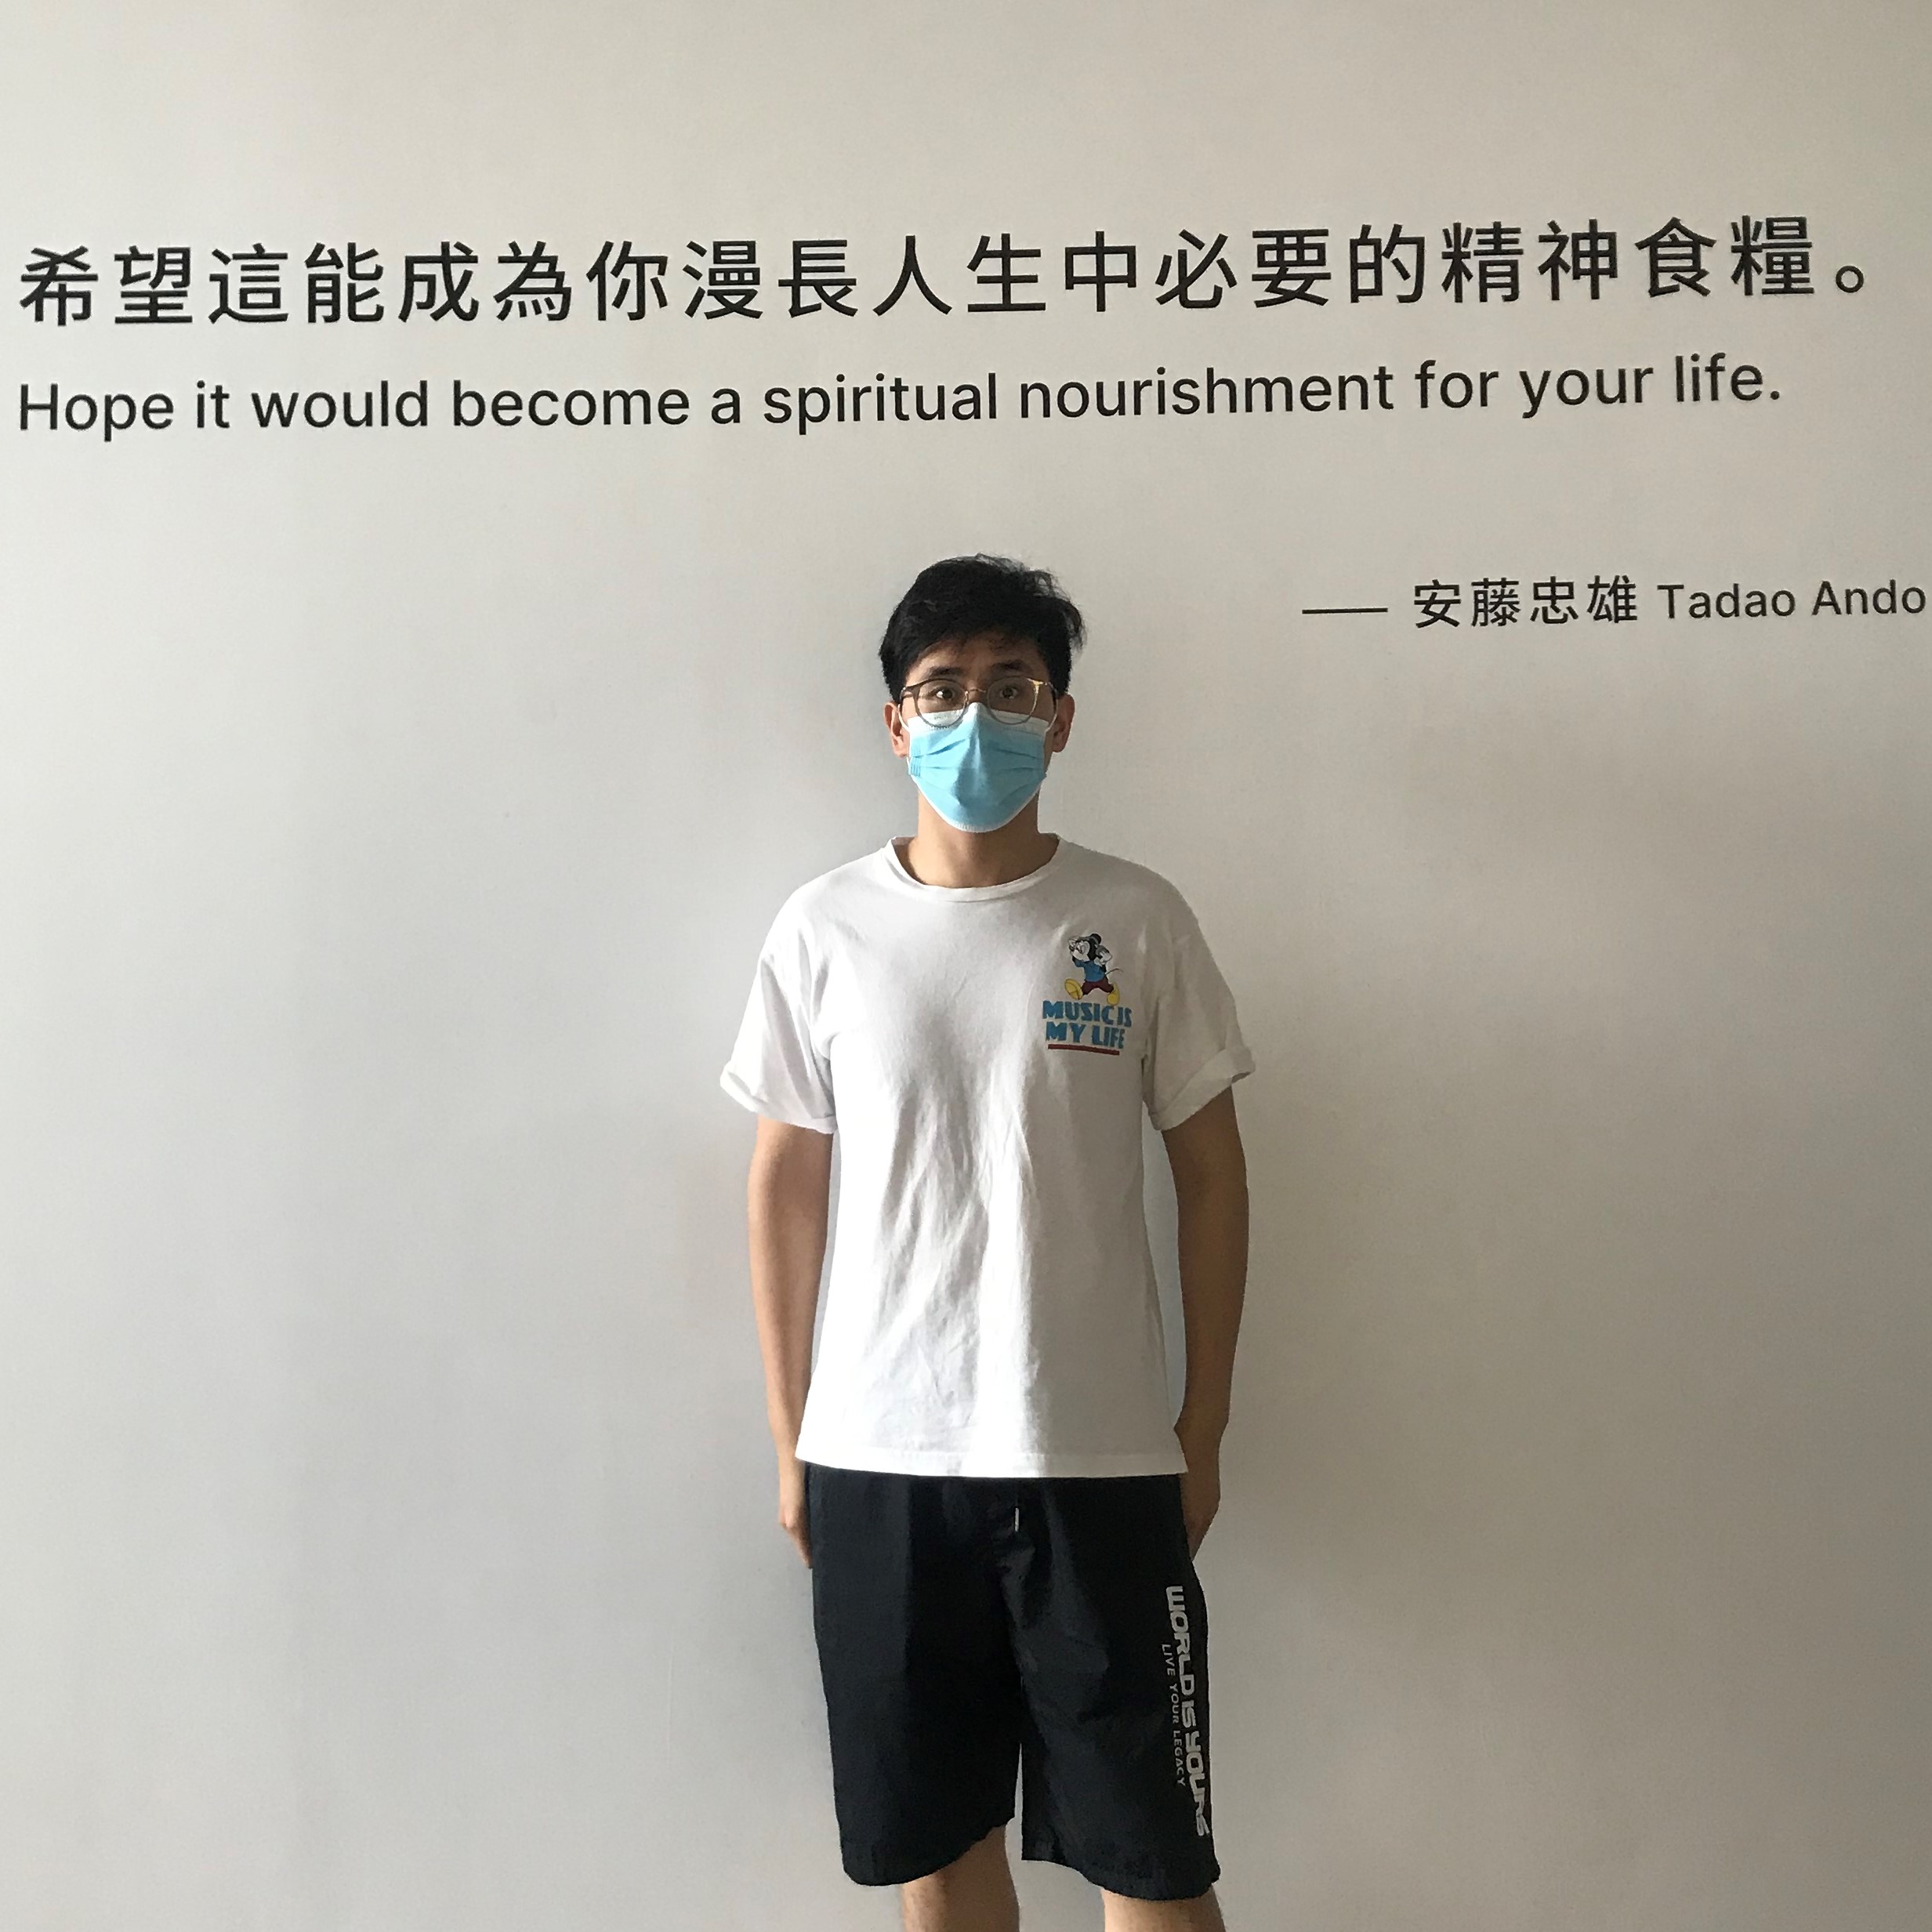 希望這能成為你漫長人生中必要的精神食糧。
Hope it would become a spiritual nourishment for your life.
—— 安藤忠雄 Tadao Ando
MUSIC IS
MY LIFE
WORLD IS YOURS
LIVE YOUR LEGACY